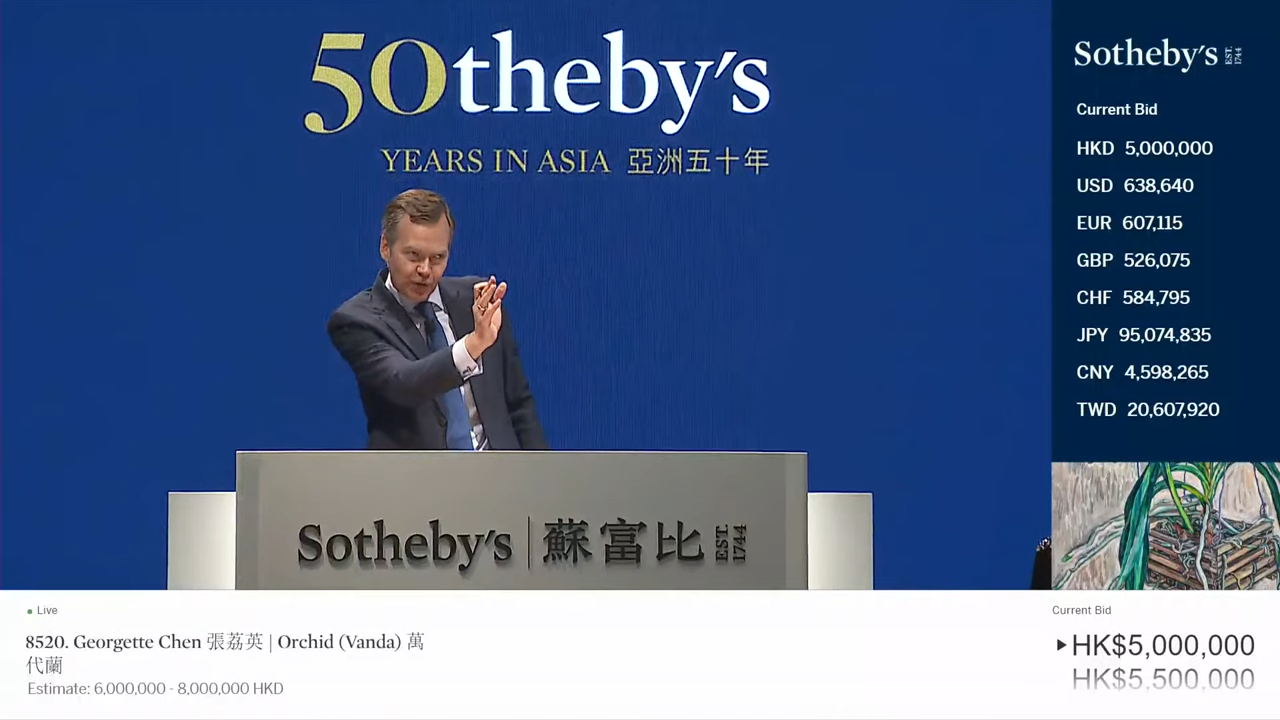 50theby's
YEARS IN ASIA 亞洲五十年
Sotheby's | 蘇富比 EST. 1744
Sotheby's EST. 1744
Current Bid
HKD 5,000,000
USD 638,640
EUR 607,115
GBP 526,075
CHF 584,795
JPY 95,074,835
CNY 4,598,265
TWD 20,607,920
• Live
8520. Georgette Chen 張荔英 | Orchid (Vanda) 萬
代蘭
Estimate: 6,000,000 - 8,000,000 HKD
Current Bid
HK$5,000,000
HK$5,500,000